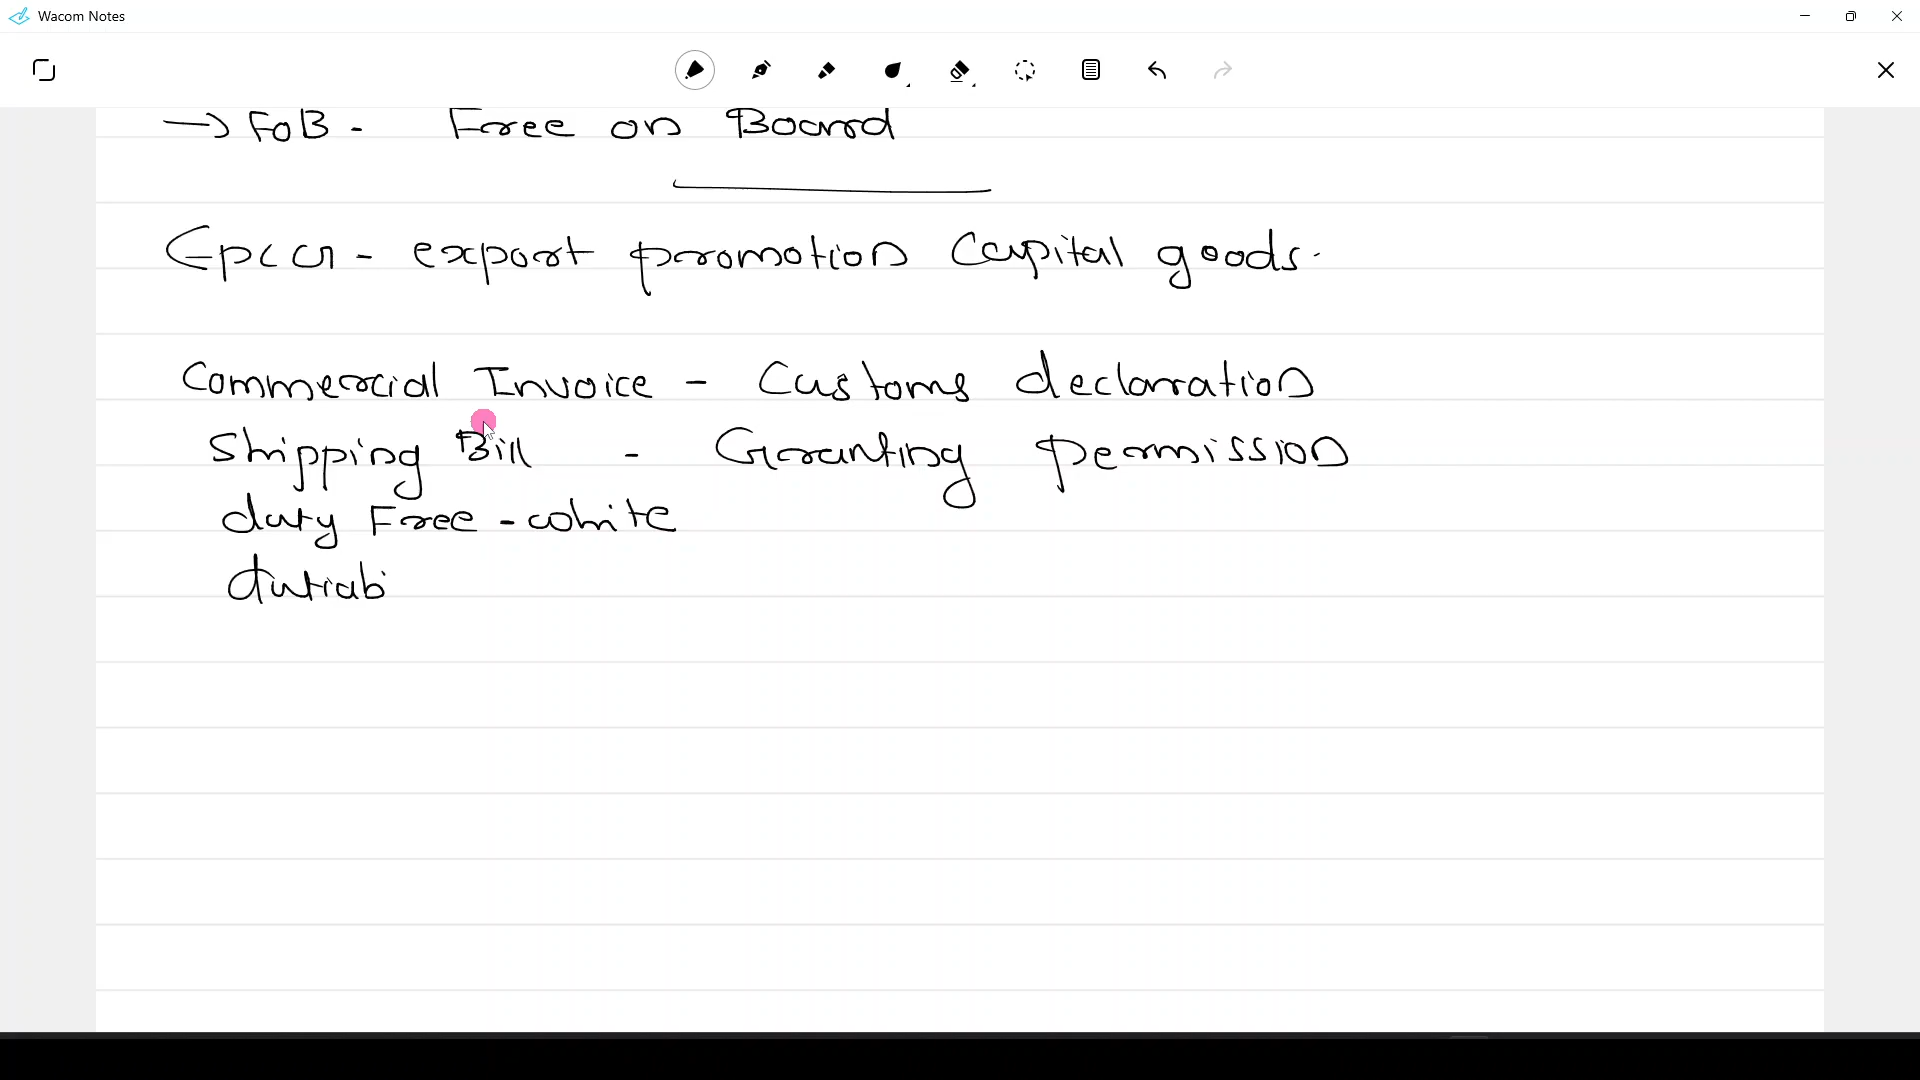 Wacom Notes
→ FOB - Free on Board
EPCG - export promotion Capital goods.
Commercial Invoice - Customs declaration
Shipping Bill - Granting permission
duty Free - white
dutiab